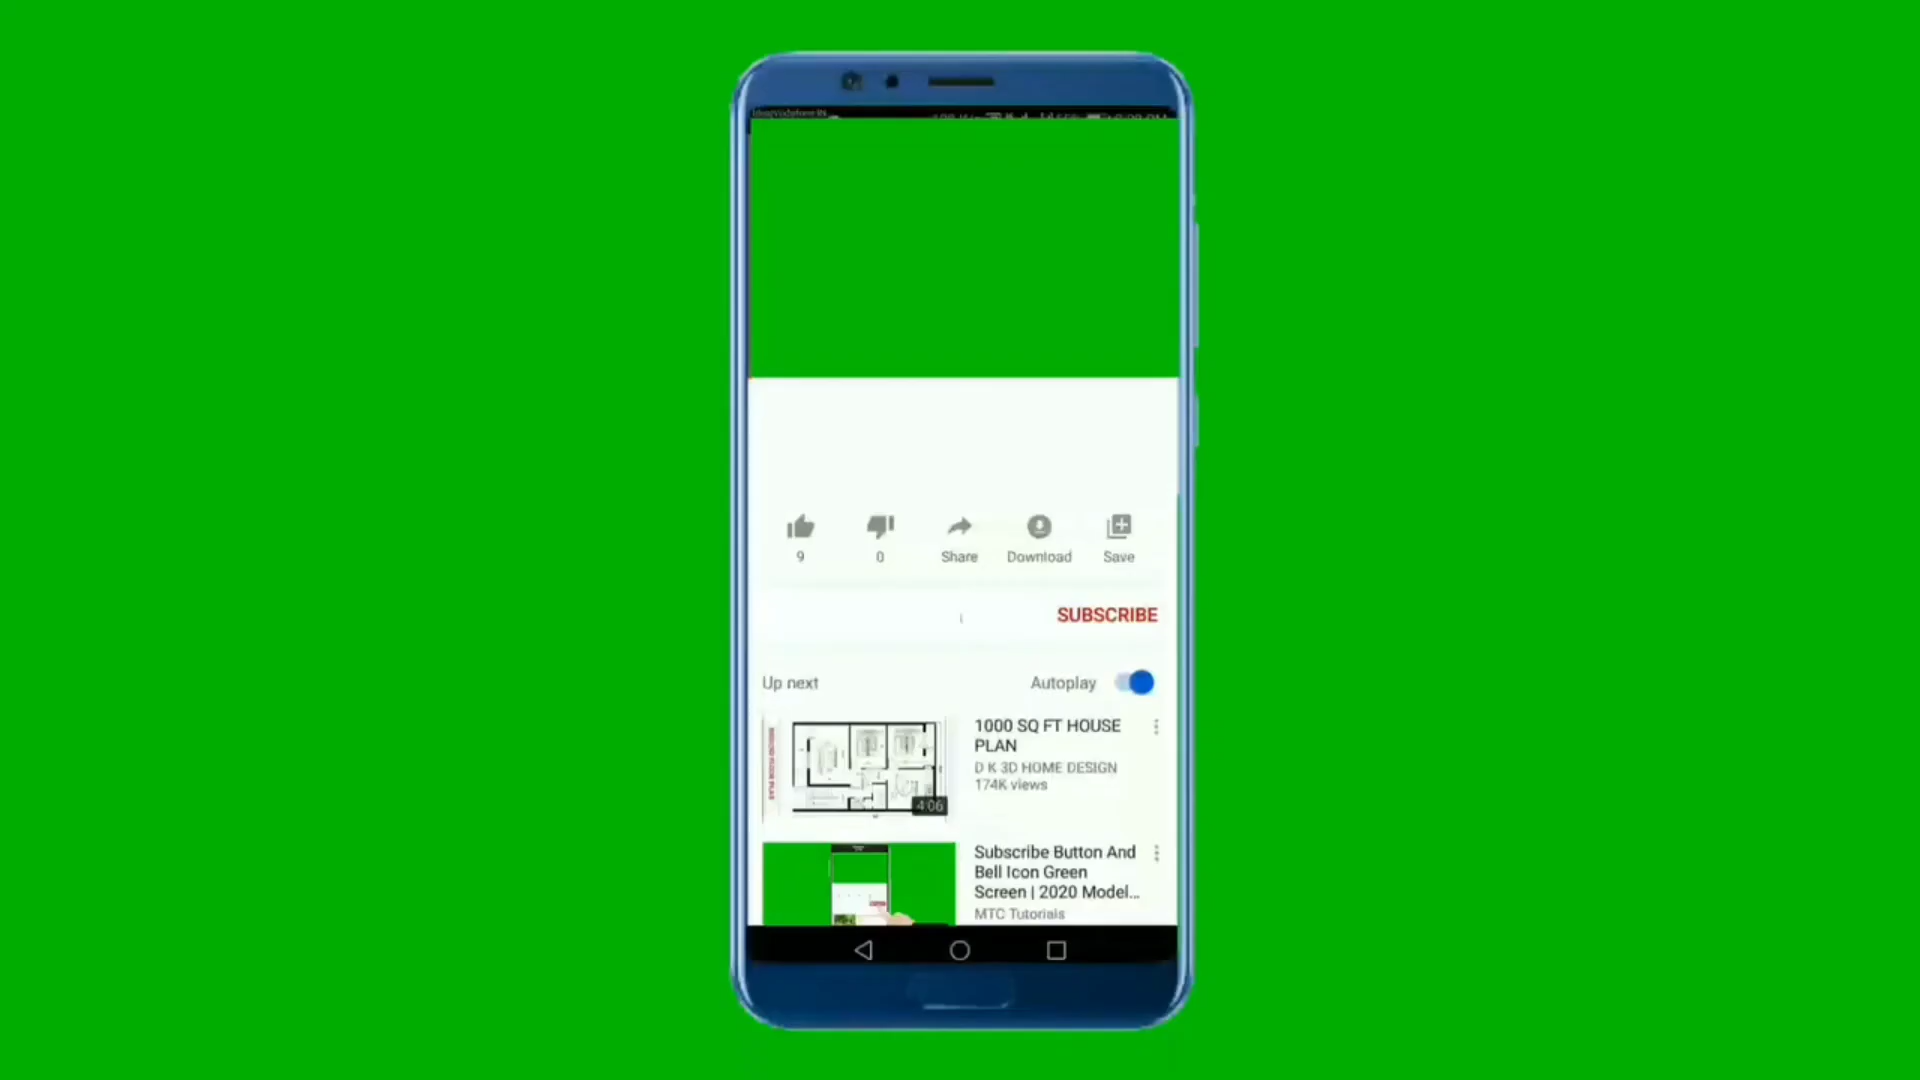 9
0
Share
Download
Save
SUBSCRIBE
Up next
Autoplay
1000 SQ FT HOUSE
PLAN
D K 3D HOME DESIGN
174K views
4:06
Subscribe Button And
Bell Icon Green
Screen | 2020 Model...
MTC Tutorials